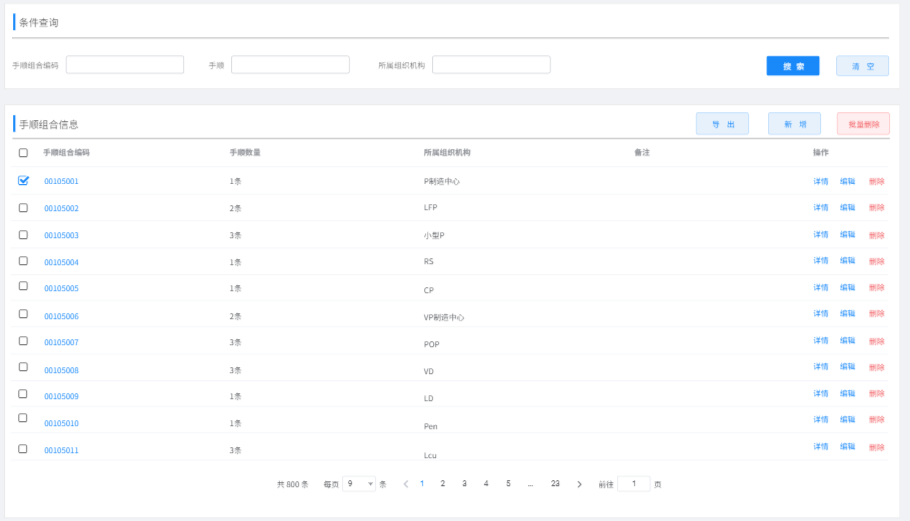 条件查询
手顺组合编码 手顺 所属组织机构 搜 索 清 空
手顺组合信息 导 出 新 增 批量删除
手顺组合编码 手顺数量 所属组织机构 备注 操作
00105001 1条 P制造中心 详情 编辑 删除
00105002 2条 LFP 详情 编辑 删除
00105003 3条 小型P 详情 编辑 删除
00105004 1条 RS 详情 编辑 删除
00105005 1条 CP 详情 编辑 删除
00105006 2条 VP制造中心 详情 编辑 删除
00105007 3条 POP 详情 编辑 删除
00105008 3条 VD 详情 编辑 删除
00105009 1条 LD 详情 编辑 删除
00105010 1条 Pen 详情 编辑 删除
00105011 3条 Lcu 详情 编辑 删除
共 800 条 每页 9 条 < 1 2 3 4 5 ... 23 > 前往 1 页